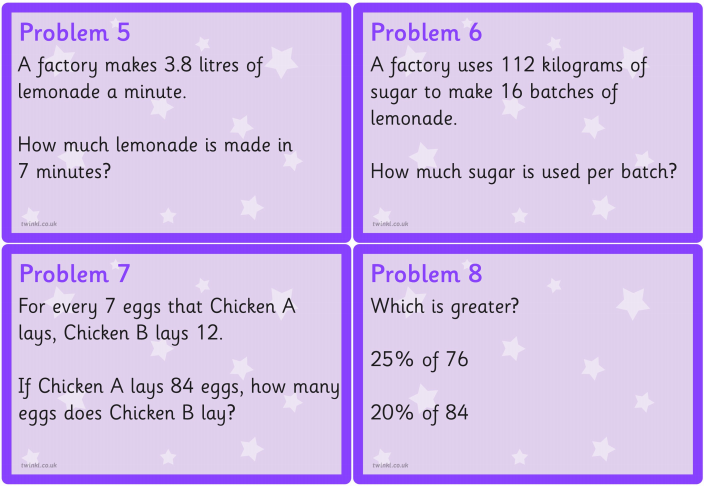 Problem 5
A factory makes 3.8 litres of
lemonade a minute.
How much lemonade is made in
7 minutes?
twinkl.co.uk
Problem 6
A factory uses 112 kilograms of
sugar to make 16 batches of
lemonade.
How much sugar is used per batch?
twinkl.co.uk
Problem 7
For every 7 eggs that Chicken A
lays, Chicken B lays 12.
If Chicken A lays 84 eggs, how many
eggs does Chicken B lay?
twinkl.co.uk
Problem 8
Which is greater?
25% of 76
20% of 84
twinkl.co.uk